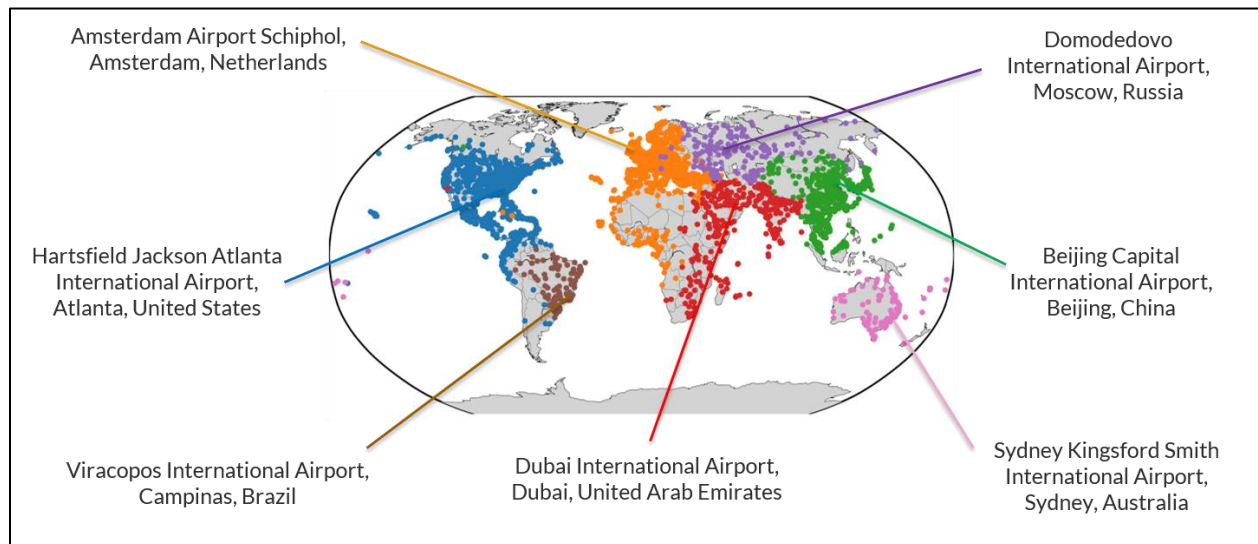 Amsterdam Airport Schiphol,
Amsterdam, Netherlands
Domodedovo
International Airport,
Moscow, Russia
Hartsfield Jackson Atlanta
International Airport,
Atlanta, United States
Beijing Capital
International Airport,
Beijing, China
Viracopos International Airport,
Campinas, Brazil
Dubai International Airport,
Dubai, United Arab Emirates
Sydney Kingsford Smith
International Airport,
Sydney, Australia